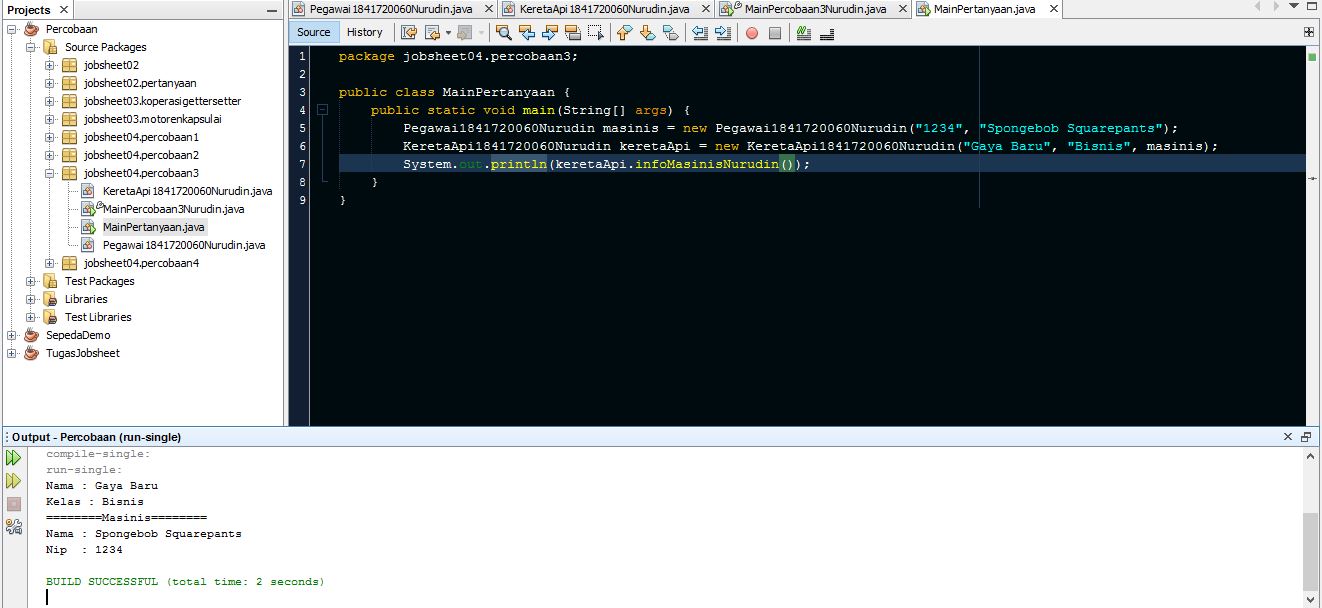 Projects
Percobaan
Source Packages
jobsheet02
jobsheet02.pertanyaan
jobsheet03.koperasigettersetter
jobsheet03.motorenkapsulai
jobsheet04.percobaan1
jobsheet04.percobaan2
jobsheet04.percobaan3
KeretaApi1841720060Nurudin.java
MainPercobaan3Nurudin.java
MainPertanyaan.java
Pegawai1841720060Nurudin.java
jobsheet04.percobaan4
Test Packages
Libraries
Test Libraries
SepedaDemo
TugasJobsheet
Pegawai1841720060Nurudin.java KeretaApi1841720060Nurudin.java MainPercobaan3Nurudin.java MainPertanyaan.java
Source History
1 package jobsheet04.percobaan3;
2
3 public class MainPertanyaan {
4 public static void main(String[] args) {
5 Pegawai1841720060Nurudin masinis = new Pegawai1841720060Nurudin("1234", "Spongebob Squarepants");
6 KeretaApi1841720060Nurudin keretaApi = new KeretaApi1841720060Nurudin("Gaya Baru", "Bisnis", masinis);
7 System.out.println(keretaApi.infoMasinisNurudin());
8 }
9 }
Output - Percobaan (run-single)
compile-single:
run-single:
Nama : Gaya Baru
Kelas : Bisnis
========Masinis========
Nama : Spongebob Squarepants
Nip  : 1234
BUILD SUCCESSFUL (total time: 2 seconds)